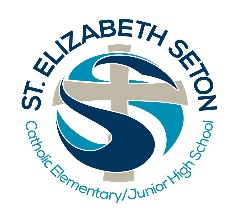 ST. ELIZABETH SETON
Catholic Elementary/Junior High School